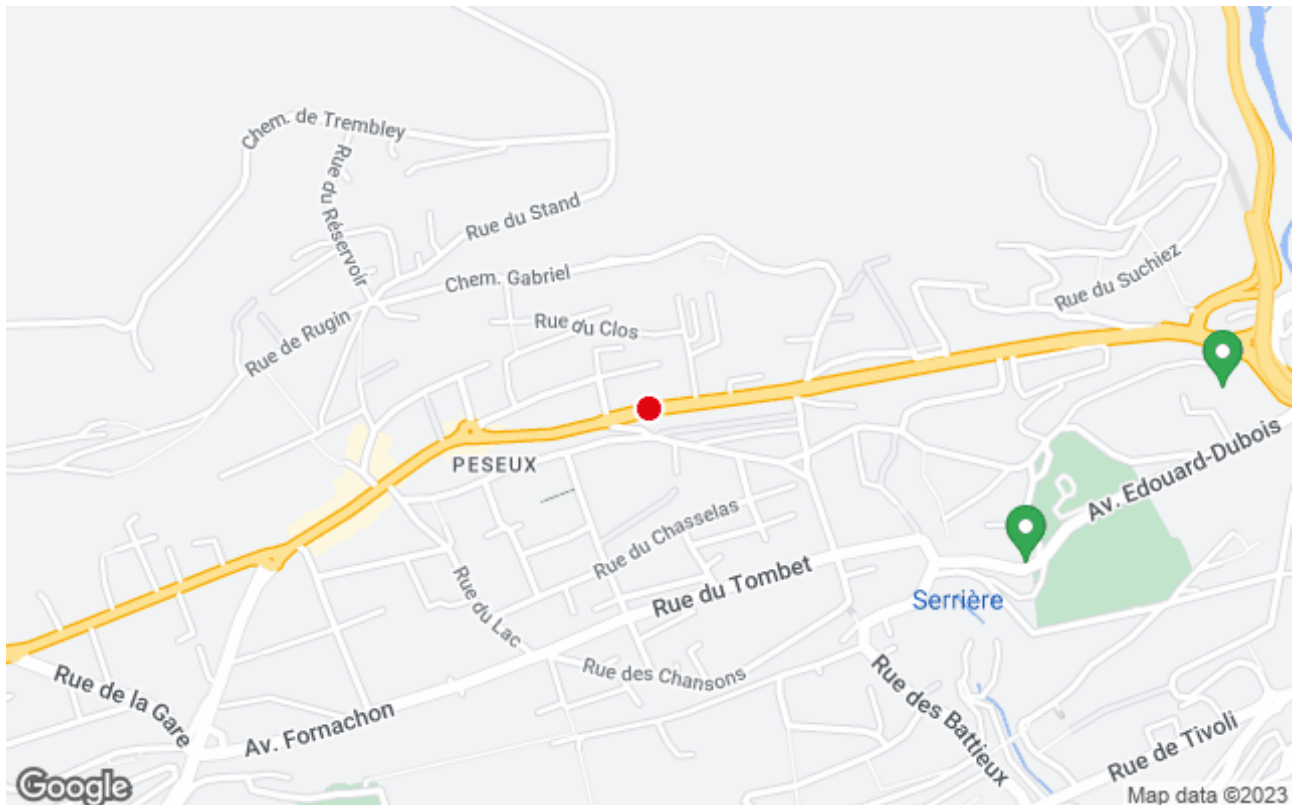 Chem. de Trembley
Rue du Réservoir
Rue du Stand
Chem. Gabriel
Rue du Suchiez
Rue de Rugin
Rue du Clos
PESEUX
Av. Edouard-Dubois
Rue du Chasselas
Rue du Tombet
Serrière
Rue du Lac
Rue des Chansons
Rue de la Gare
Rue des Battieux
Av. Fornachon
Rue de Tivoli
Google
Map data ©2023